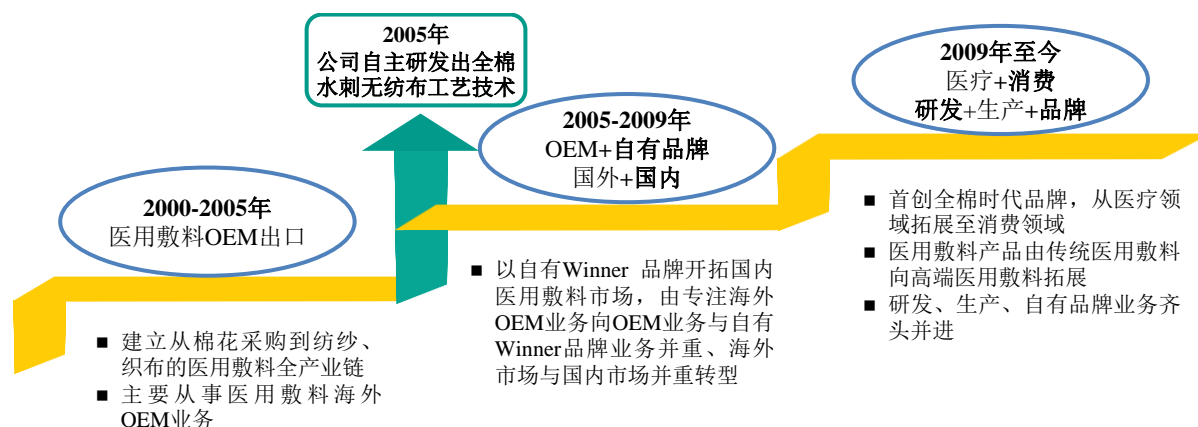 2005年
公司自主研发出全棉
水刺无纺布工艺技术
2009年至今
医疗+消费
研发+生产+品牌
2005-2009年
OEM+自有品牌
国外+国内
2000-2005年
医用敷料OEM出口
■ 首创全棉时代品牌，从医疗领
域拓展至消费领域
■ 医用敷料产品由传统医用敷料
向高端医用敷料拓展
■ 研发、生产、自有品牌业务齐
头并进
■ 以自有Winner 品牌开拓国内
医用敷料市场，由专注海外
OEM业务向OEM业务与自有
Winner品牌业务并重、海外
市场与国内市场并重转型
■ 建立从棉花采购到纺纱、
织布的医用敷料全产业链
■ 主要从事医用敷料海外
OEM业务